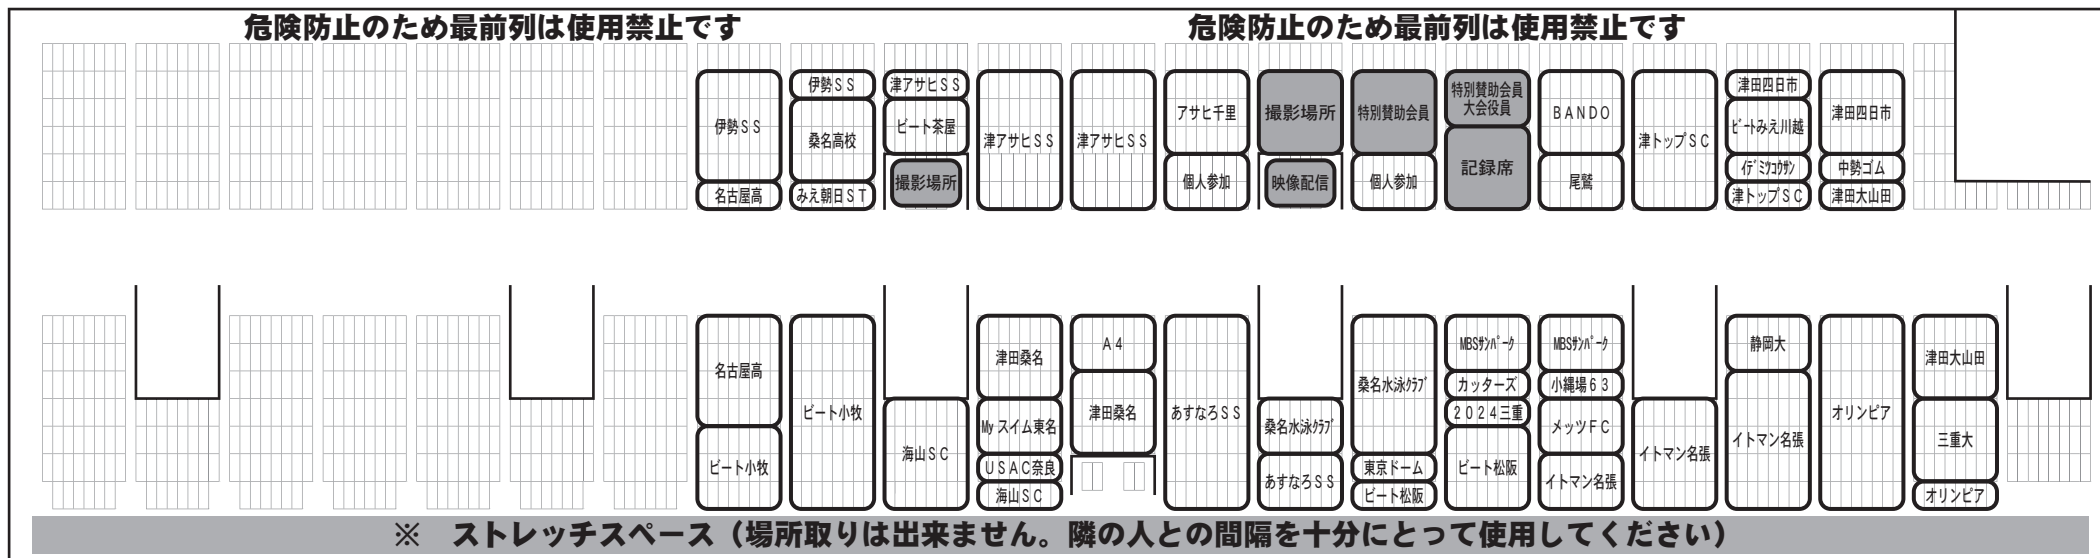 危険防止のため最前列は使用禁止です
危険防止のため最前列は使用禁止です
伊勢ＳＳ
名古屋高
伊勢ＳＳ
桑名高校
みえ朝日ＳＴ
津アサヒＳＳ
ビート茶屋
撮影場所
津アサヒＳＳ
津アサヒＳＳ
アサヒ千里
個人参加
撮影場所
映像配信
特別賛助会員
個人参加
特別賛助会員
大会役員
記録席
ＢＡＮＤＯ
尾鷲
津トップＳＣ
津田四日市
ﾋﾞｰﾄみえ川越
ｲﾃﾞﾐﾂｺｳｻﾝ
津トップＳＣ
津田四日市
中勢ゴム
津田大山田
名古屋高
ビート小牧
ビート小牧
海山ＳＣ
津田桑名
Myスイム東名
ＵＳＡＣ奈良
海山ＳＣ
Ａ４
津田桑名
あすなろＳＳ
桑名水泳ｸﾗﾌﾞ
あすなろＳＳ
桑名水泳ｸﾗﾌﾞ
東京ドーム
ビート松阪
MBSｻﾝﾊﾟｰｸ
カッターズ
２０２４三重
ビート松阪
MBSｻﾝﾊﾟｰｸ
小縄場６３
メッツＦＣ
イトマン名張
イトマン名張
静岡大
イトマン名張
オリンピア
津田大山田
三重大
オリンピア
※　ストレッチスペース（場所取りは出来ません。隣の人との間隔を十分にとって使用してください）